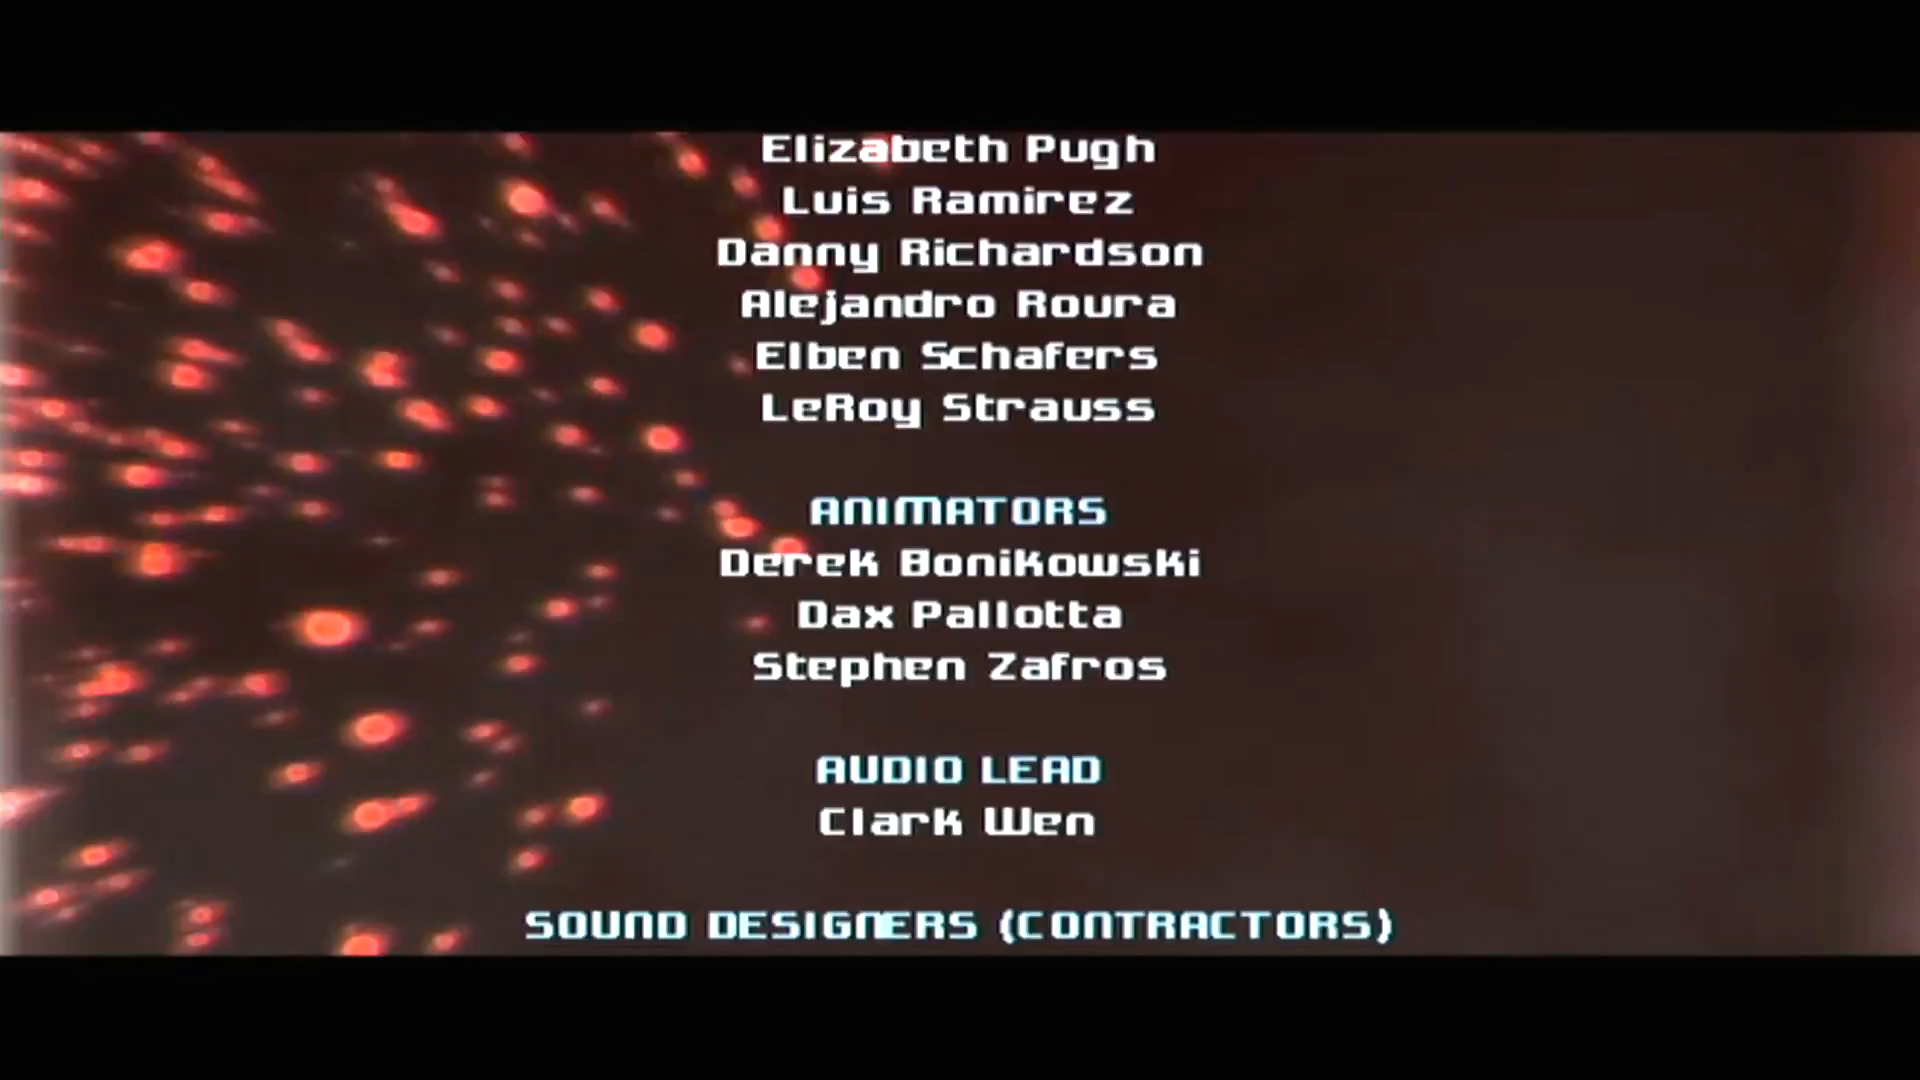 Elizabeth Pugh
Luis Ramirez
Danny Richardson
Alejandro Roura
Elben Schafers
LeRoy Strauss
ANIMATORS
Derek Bonikowski
Dax Pallotta
Stephen Zafros
AUDIO LEAD
Clark Wen
SOUND DESIGNERS (CONTRACTORS)